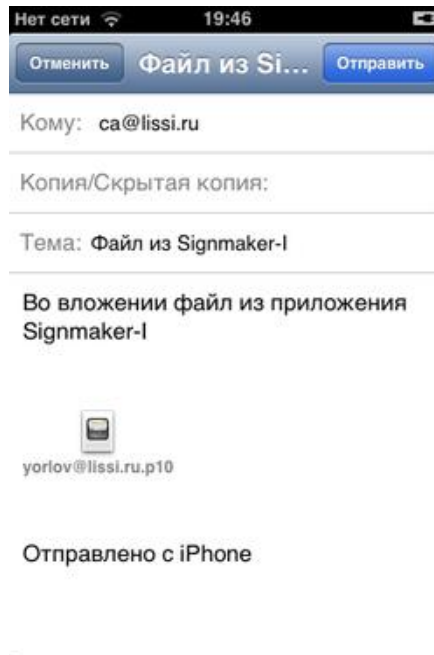 Нет сети 19:46
Отменить Файл из Si... Отправить
Кому: ca@lissi.ru
Копия/Скрытая копия:
Тема: Файл из Signmaker-I
Во вложении файл из приложения
Signmaker-I
yorlov@lissi.ru.p10
Отправлено с iPhone